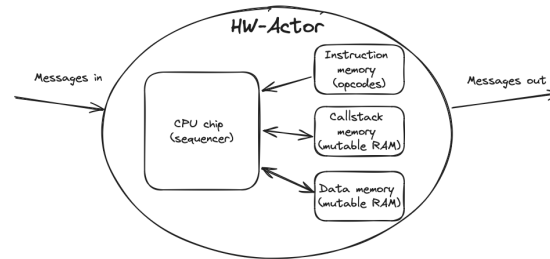 HW-Actor
Messages in
Messages out
CPU chip
(sequencer)
Instruction
memory
(opcodes)
Callstack
memory
(mutable RAM)
Data memory
(mutable RAM)